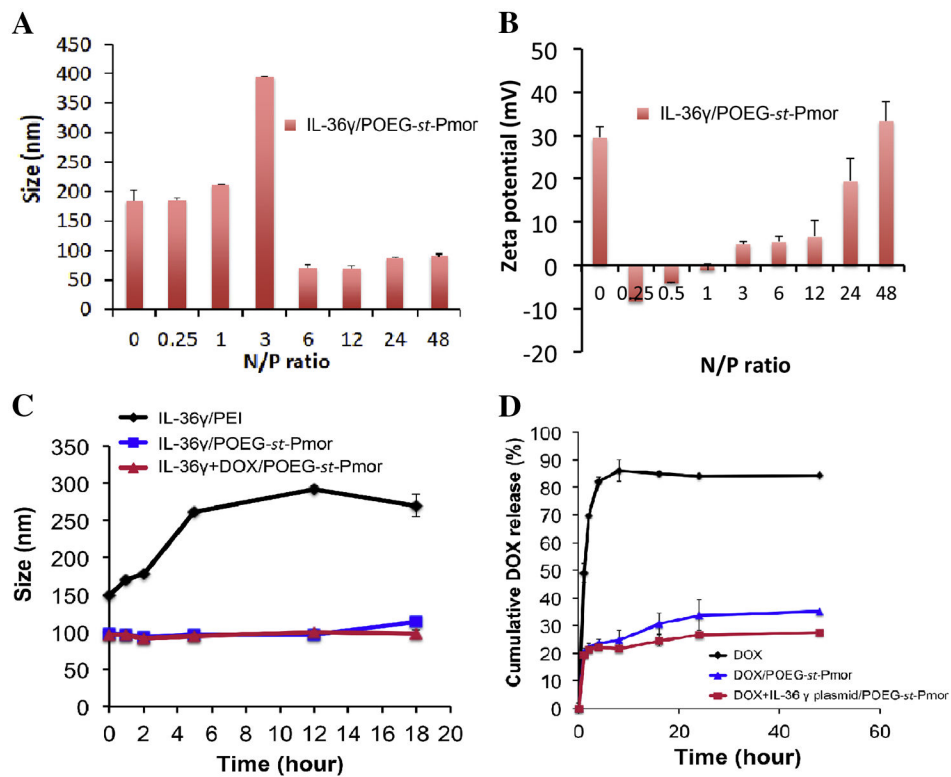 A
450
400
350
300
250
200
150
100
50
0
Size (nm)
IL-36γ/POEG-st-Pmor
0 0.25 1 3 6 12 24 48
N/P ratio
B
50
40
30
20
10
0
-10
-20
Zeta potential (mV)
IL-36γ/POEG-st-Pmor
0 0.25 0.5 1 3 6 12 24 48
N/P ratio
C
IL-36γ/PEI
IL-36γ/POEG-st-Pmor
IL-36γ+DOX/POEG-st-Pmor
350
300
250
200
150
100
50
0
Size (nm)
0 2 4 6 8 10 12 14 16 18 20
Time (hour)
D
100
90
80
70
60
50
40
30
20
10
0
Cumulative DOX release (%)
DOX
DOX/POEG-st-Pmor
DOX+IL-36 γ plasmid/POEG-st-Pmor
0 20 40 60
Time (hour)